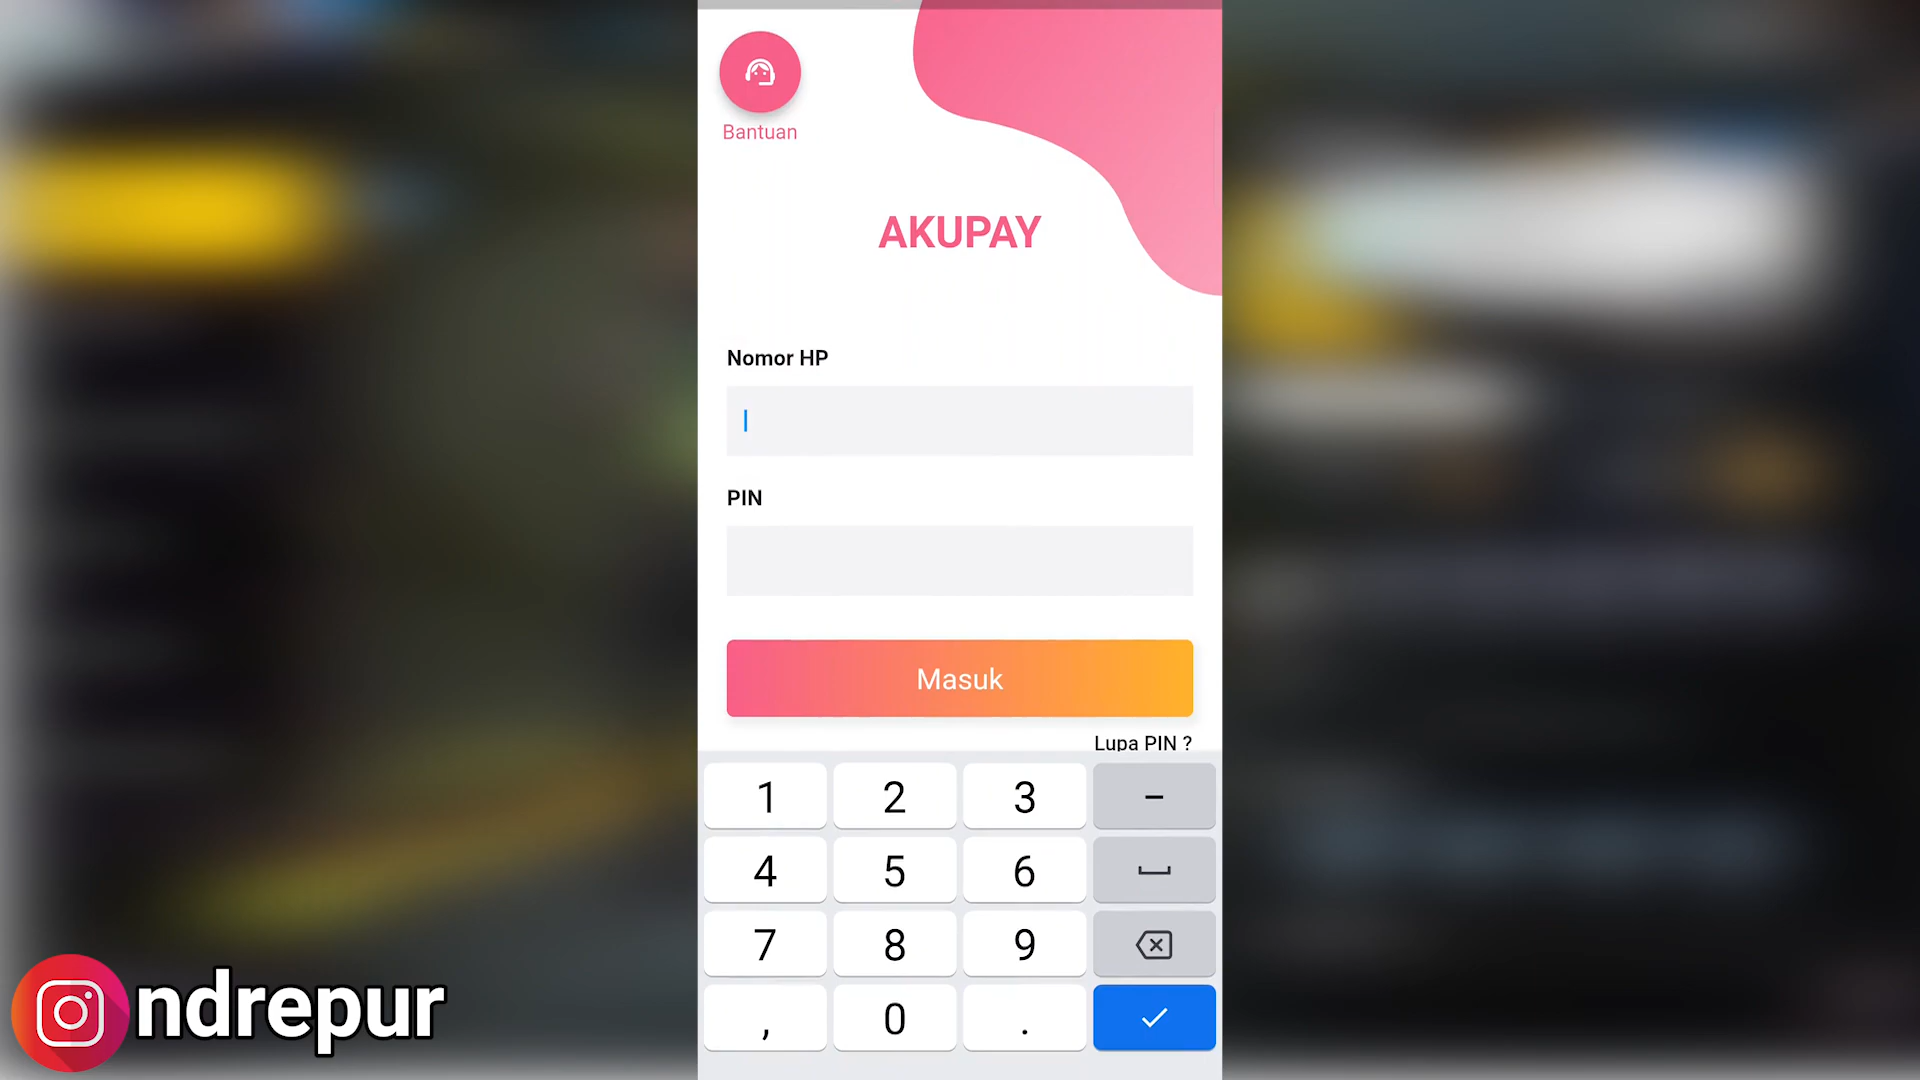 Bantuan
AKUPAY
Nomor HP
PIN
Masuk
Lupa PIN ?
1 2 3 –
4 5 6
7 8 9
, 0 .
ndrepur